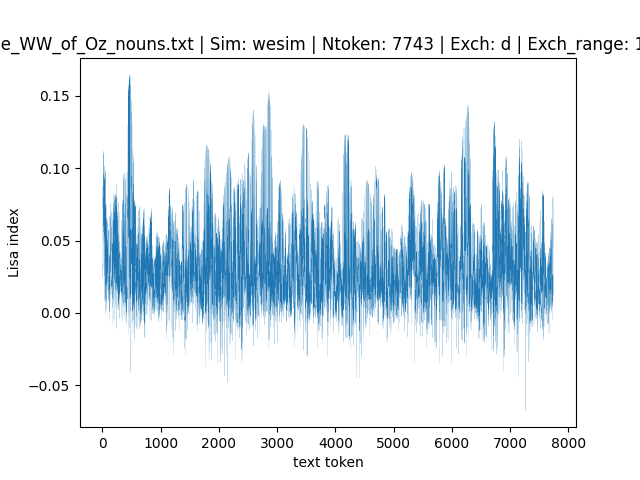 e_WW_of_Oz_nouns.txt | Sim: wesim | Ntoken: 7743 | Exch: d | Exch_range: 1
0.15
0.10
0.05
0.00
−0.05
Lisa index
0 1000 2000 3000 4000 5000 6000 7000 8000
text token